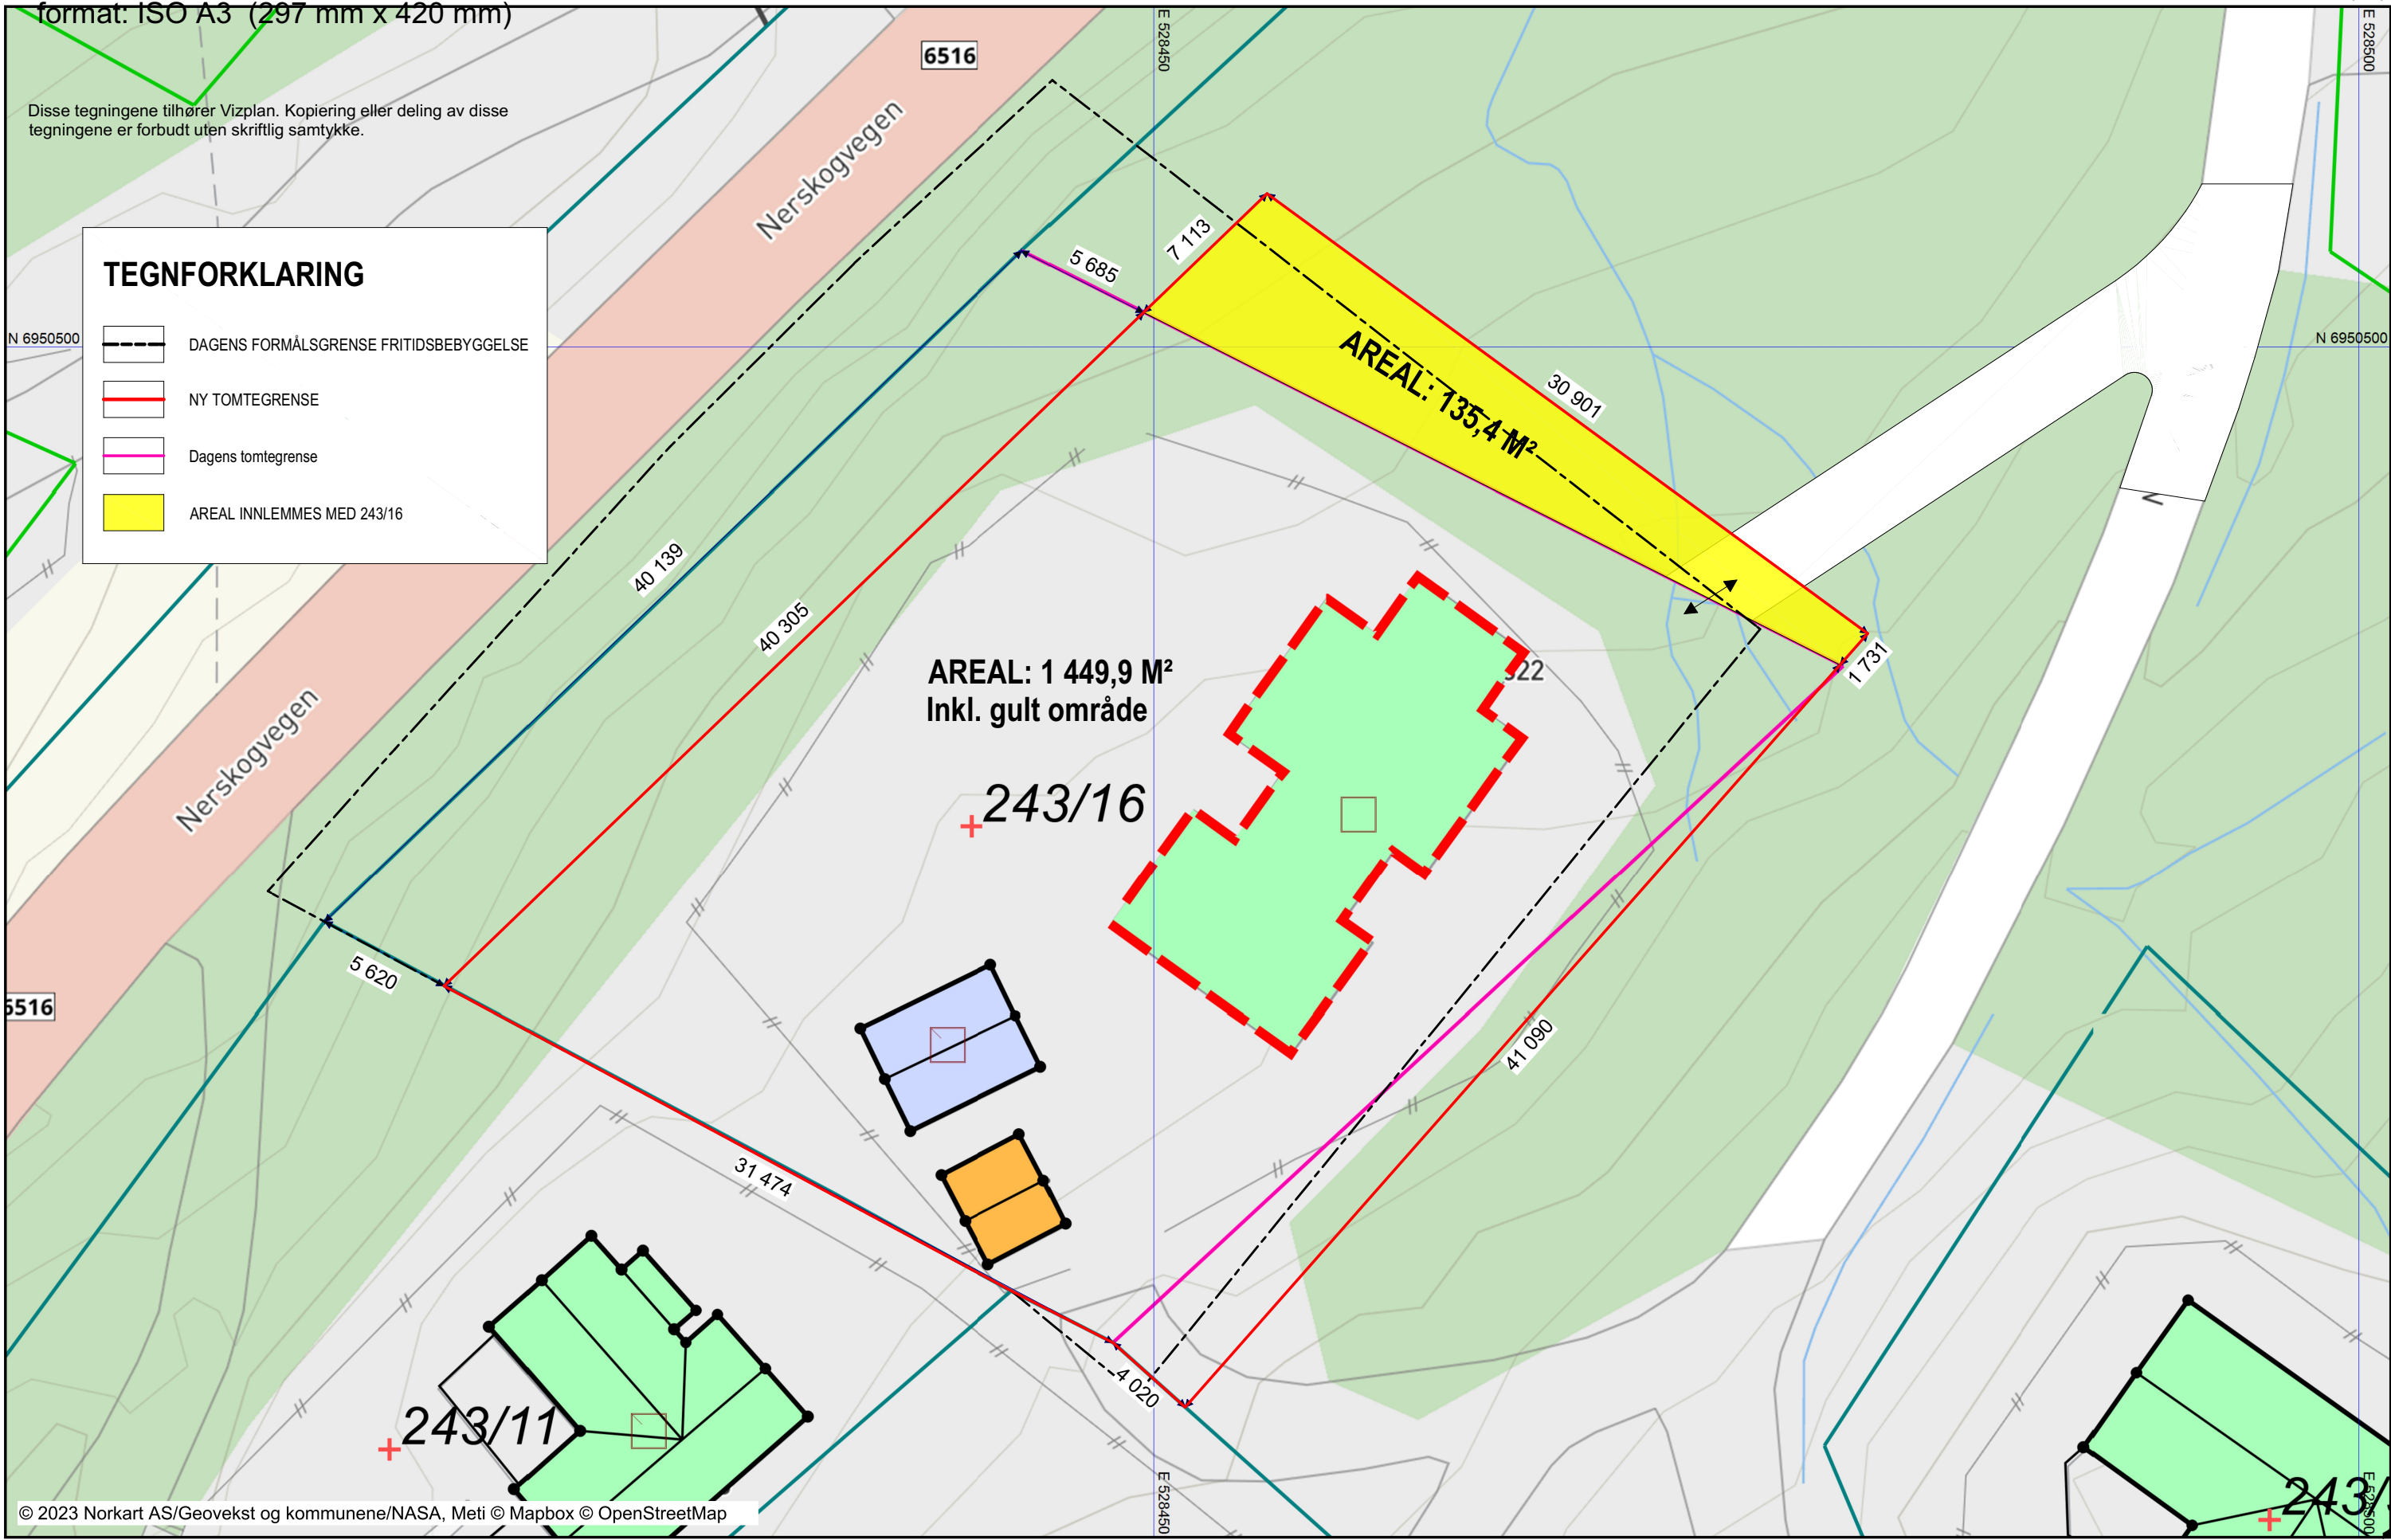 format: ISO A3 (297 mm x 420 mm)
Disse tegningene tilhører Vizplan. Kopiering eller deling av disse
tegningene er forbudt uten skriftlig samtykke.
6516
E 528450
E 528500
Nerskogvegen
TEGNFORKLARING
DAGENS FORMÅLSGRENSE FRITIDSBEBYGGELSE
NY TOMTEGRENSE
Dagens tomtegrense
AREAL INNLEMMES MED 243/16
N 6950500
N 6950500
5 685
7 113
30 901
AREAL: 135,4 M²
40 139
40 305
1 731
AREAL: 1 449,9 M²
Inkl. gult område
22
243/16
Nerskogvegen
5 620
6516
41 090
31 474
4 020
243/11
243/
E 528450
E 528500
© 2023 Norkart AS/Geovekst og kommunene/NASA, Meti © Mapbox © OpenStreetMap